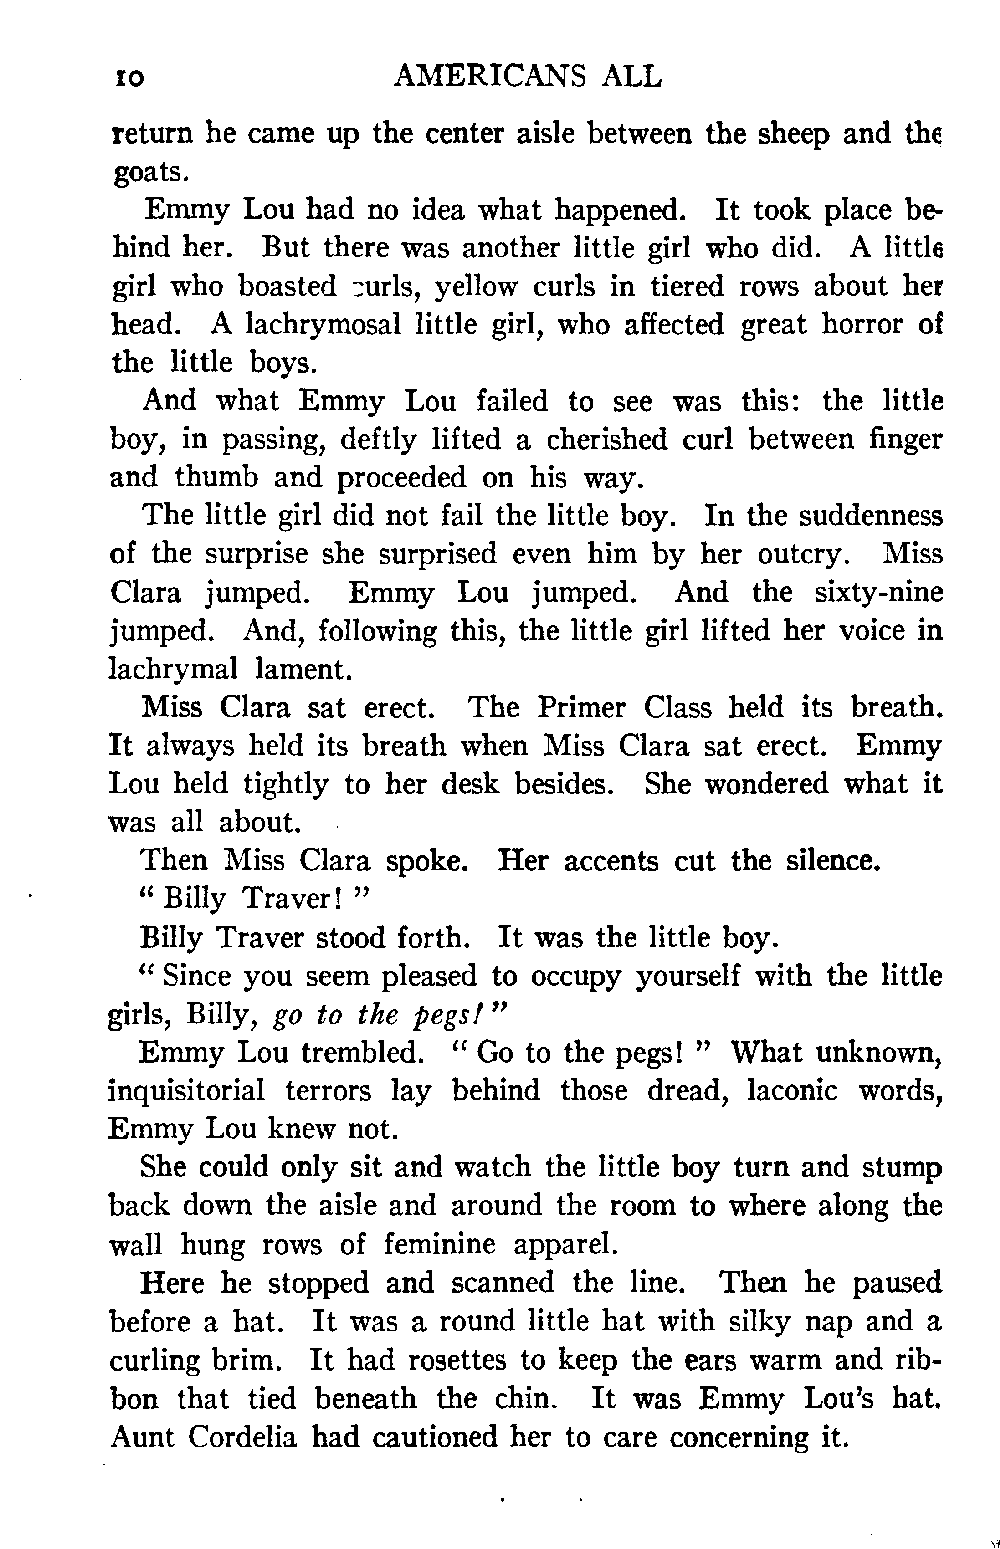 10 AMERICANS ALL
return he came up the center aisle between the sheep and the
goats.
Emmy Lou had no idea what happened. It took place be-
hind her. But there was another little girl who did. A little
girl who boasted curls, yellow curls in tiered rows about her
head. A lachrymosal little girl, who affected great horror of
the little boys.
And what Emmy Lou failed to see was this: the little
boy, in passing, deftly lifted a cherished curl between finger
and thumb and proceeded on his way.
The little girl did not fail the little boy. In the suddenness
of the surprise she surprised even him by her outcry. Miss
Clara jumped. Emmy Lou jumped. And the sixty-nine
jumped. And, following this, the little girl lifted her voice in
lachrymal lament.
Miss Clara sat erect. The Primer Class held its breath.
It always held its breath when Miss Clara sat erect. Emmy
Lou held tightly to her desk besides. She wondered what it
was all about.
Then Miss Clara spoke. Her accents cut the silence.
“ Billy Traver! ”
Billy Traver stood forth. It was the little boy.
“ Since you seem pleased to occupy yourself with the little
girls, Billy, go to the pegs! ”
Emmy Lou trembled. “ Go to the pegs! ” What unknown,
inquisitorial terrors lay behind those dread, laconic words,
Emmy Lou knew not.
She could only sit and watch the little boy turn and stump
back down the aisle and around the room to where along the
wall hung rows of feminine apparel.
Here he stopped and scanned the line. Then he paused
before a hat. It was a round little hat with silky nap and a
curling brim. It had rosettes to keep the ears warm and rib-
bon that tied beneath the chin. It was Emmy Lou's hat.
Aunt Cordelia had cautioned her to care concerning it.